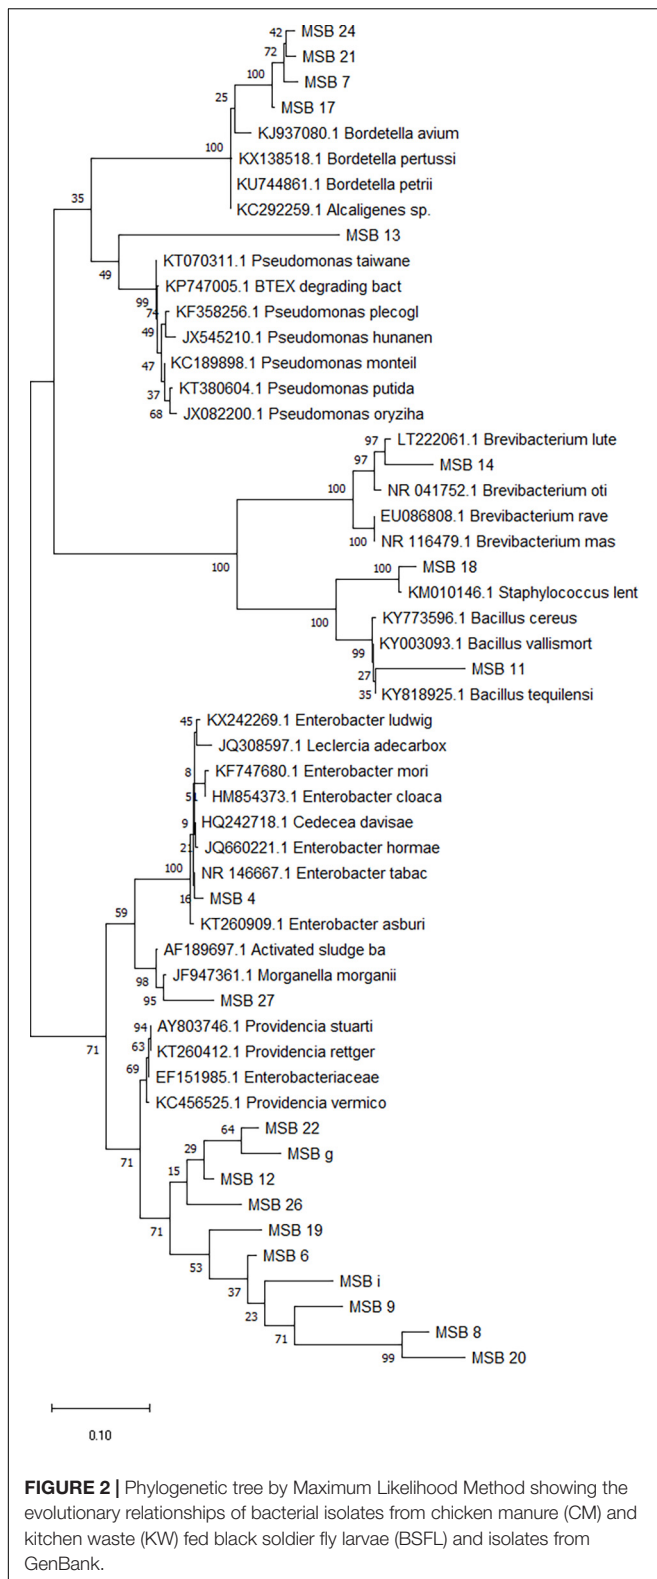 42 MSB 24
72 MSB 21
100 MSB 7
25 MSB 17
KJ937080.1 Bordetella avium
100 KX138518.1 Bordetella pertussi
KU744861.1 Bordetella petrii
35 KC292259.1 Alcaligenes sp.
MSB 13
49 KT070311.1 Pseudomonas taiwane
99 KP747005.1 BTEX degrading bact
74 KF358256.1 Pseudomonas plecogl
49 JX545210.1 Pseudomonas hunanen
47 KC189898.1 Pseudomonas monteil
37 KT380604.1 Pseudomonas putida
68 JX082200.1 Pseudomonas oryziha
97 LT222061.1 Brevibacterium lute
97 MSB 14
100 NR 041752.1 Brevibacterium oti
EU086808.1 Brevibacterium rave
100 NR 116479.1 Brevibacterium mas
100 100 MSB 18
KM010146.1 Staphylococcus lent
100 KY773596.1 Bacillus cereus
99 KY003093.1 Bacillus vallismort
27 MSB 11
35 KY818925.1 Bacillus tequilensi
45 KX242269.1 Enterobacter ludwig
JQ308597.1 Leclercia adecarbox
8 KF747680.1 Enterobacter mori
51 HM854373.1 Enterobacter cloaca
9 HQ242718.1 Cedecea davisae
21 JQ660221.1 Enterobacter hormae
100 NR 146667.1 Enterobacter tabac
16 MSB 4
59 KT260909.1 Enterobacter asburi
AF189697.1 Activated sludge ba
98 JF947361.1 Morganella morganii
95 MSB 27
94 AY803746.1 Providencia stuarti
71 63 KT260412.1 Providencia rettger
69 EF151985.1 Enterobacteriaceae
KC456525.1 Providencia vermico
64 MSB 22
29 MSB g
71 15 MSB 12
MSB 26
71 MSB 19
53 MSB 6
37 MSB i
23 MSB 9
71 MSB 8
99 MSB 20
0.10
FIGURE 2 | Phylogenetic tree by Maximum Likelihood Method showing the
evolutionary relationships of bacterial isolates from chicken manure (CM) and
kitchen waste (KW) fed black soldier fly larvae (BSFL) and isolates from
GenBank.